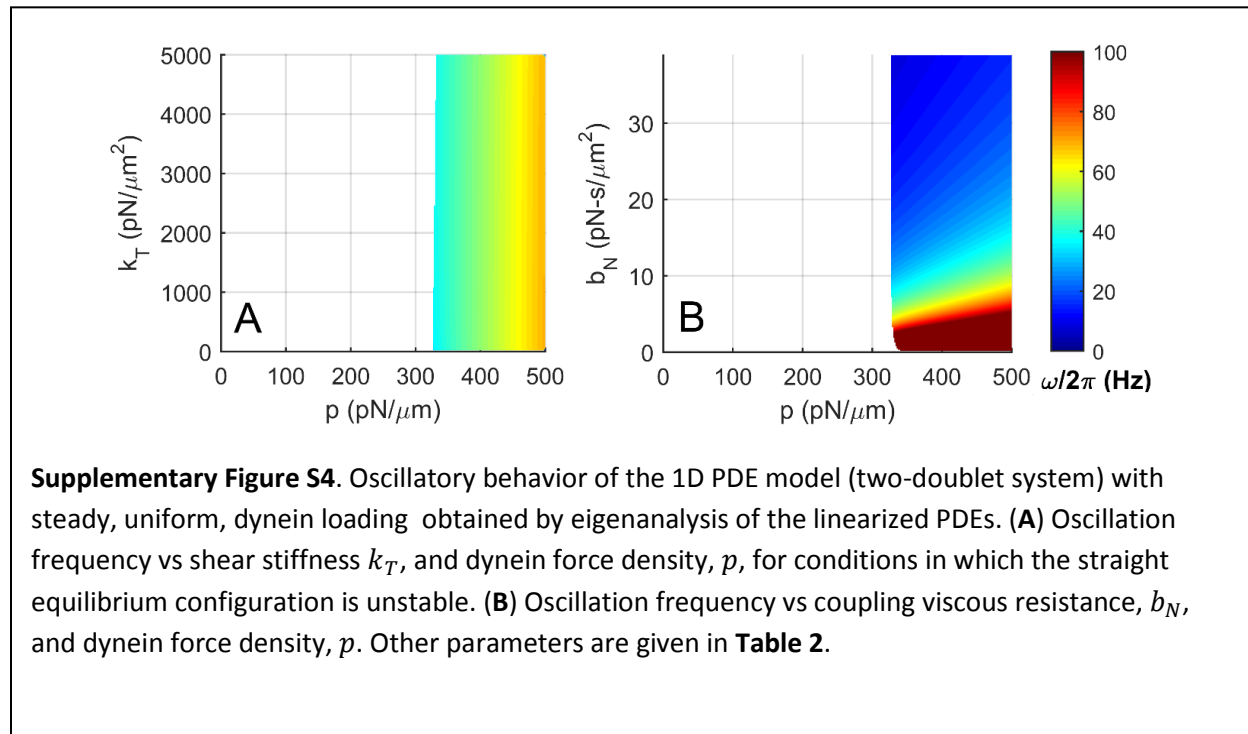 5000
4000
3000
2000
1000
0
k_T (pN/μm²)
A
0 100 200 300 400 500
p (pN/μm)
30
20
10
0
b_N (pN-s/μm²)
B
0 100 200 300 400 500
p (pN/μm)
100
80
60
40
20
0
ω/2π (Hz)
Supplementary Figure S4. Oscillatory behavior of the 1D PDE model (two-doublet system) with
steady, uniform, dynein loading obtained by eigenanalysis of the linearized PDEs. (A) Oscillation
frequency vs shear stiffness k_T, and dynein force density, p, for conditions in which the straight
equilibrium configuration is unstable. (B) Oscillation frequency vs coupling viscous resistance, b_N,
and dynein force density, p. Other parameters are given in Table 2.